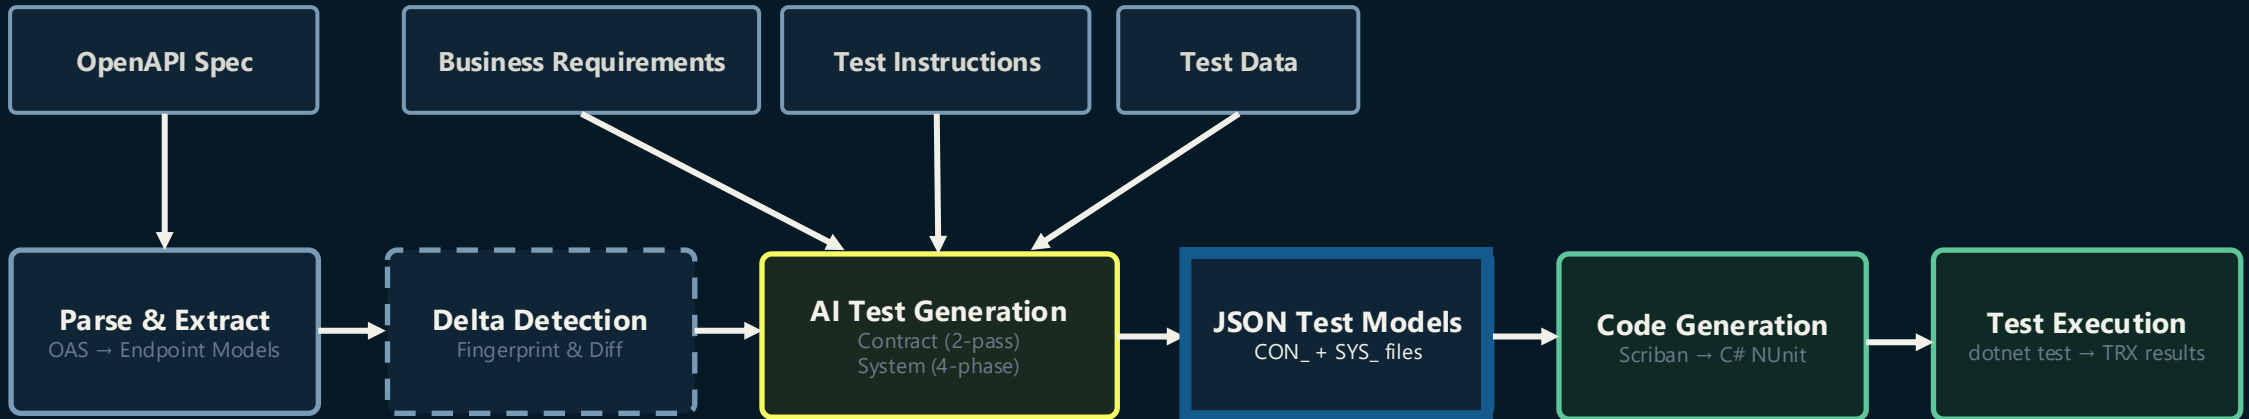 OpenAPI Spec
Business Requirements
Test Instructions
Test Data
Parse & Extract
OAS → Endpoint Models
Delta Detection
Fingerprint & Diff
AI Test Generation
Contract (2-pass)
System (4-phase)
JSON Test Models
CON_ + SYS_ files
Code Generation
Scriban → C# NUnit
Test Execution
dotnet test → TRX results